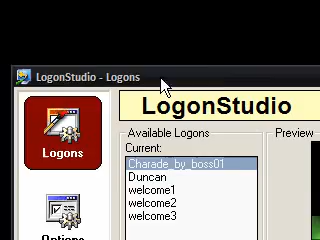 LogonStudio - Logons
LogonStudio
Logons
Available Logons
Preview
Current:
Charade_by_boss01
Duncan
welcome1
welcome2
welcome3
Options